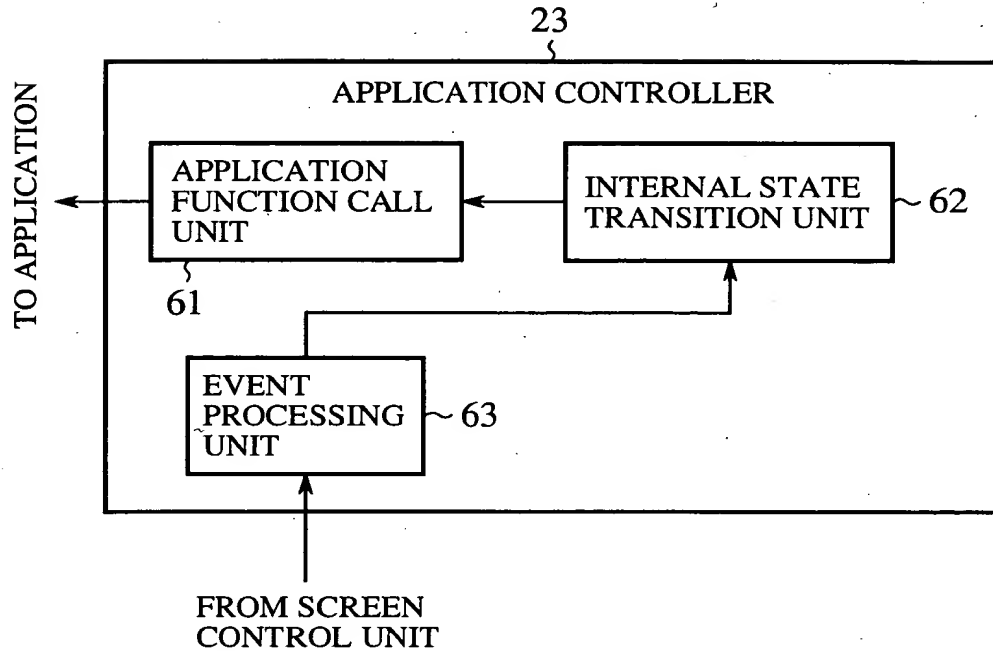 23
APPLICATION CONTROLLER
TO APPLICATION
APPLICATION
FUNCTION CALL
UNIT
61
INTERNAL STATE
TRANSITION UNIT
62
EVENT
PROCESSING
UNIT
63
FROM SCREEN
CONTROL UNIT